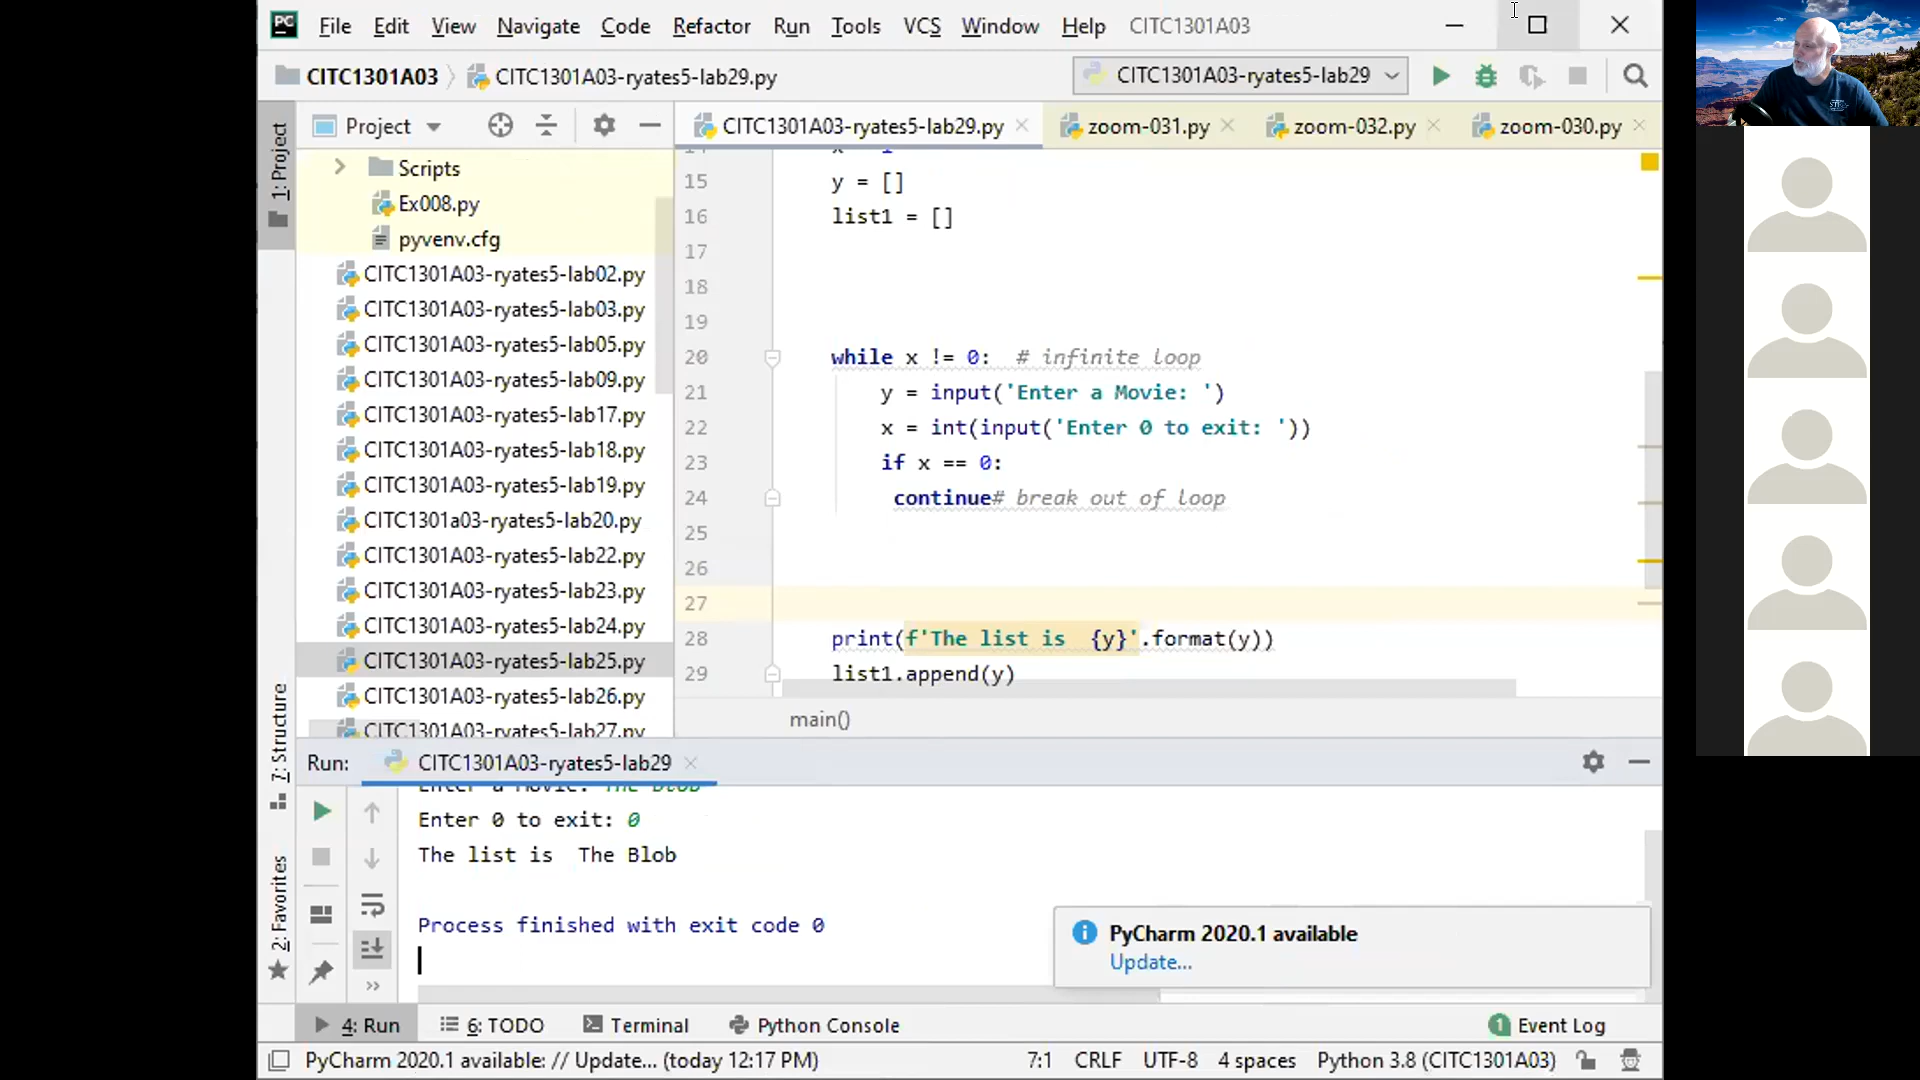 File Edit View Navigate Code Refactor Run Tools VCS Window Help CITC1301A03
CITC1301A03 CITC1301A03-ryates5-lab29.py CITC1301A03-ryates5-lab29
1: Project
Project
CITC1301A03-ryates5-lab29.py zoom-031.py zoom-032.py zoom-030.py
Scripts
Ex008.py
pyvenv.cfg
CITC1301A03-ryates5-lab02.py
CITC1301A03-ryates5-lab03.py
CITC1301A03-ryates5-lab05.py
CITC1301A03-ryates5-lab09.py
CITC1301A03-ryates5-lab17.py
CITC1301A03-ryates5-lab18.py
CITC1301A03-ryates5-lab19.py
CITC1301a03-ryates5-lab20.py
CITC1301A03-ryates5-lab22.py
CITC1301A03-ryates5-lab23.py
CITC1301A03-ryates5-lab24.py
CITC1301A03-ryates5-lab25.py
CITC1301A03-ryates5-lab26.py
CITC1301A03-ryates5-lab27.py
15 y = []
16 list1 = []
17
18
19
20 while x != 0: # infinite loop
21 y = input('Enter a Movie: ')
22 x = int(input('Enter 0 to exit: '))
23 if x == 0:
24 continue# break out of loop
25
26
27
28 print(f'The list is  {y}'.format(y))
29 list1.append(y)
main()
7: Structure
2: Favorites
Run: CITC1301A03-ryates5-lab29
Enter a Movie: The Blob
Enter 0 to exit: 0
The list is  The Blob
Process finished with exit code 0
PyCharm 2020.1 available
Update...
4: Run 6: TODO Terminal Python Console 1 Event Log
PyCharm 2020.1 available: // Update... (today 12:17 PM) 7:1 CRLF UTF-8 4 spaces Python 3.8 (CITC1301A03)